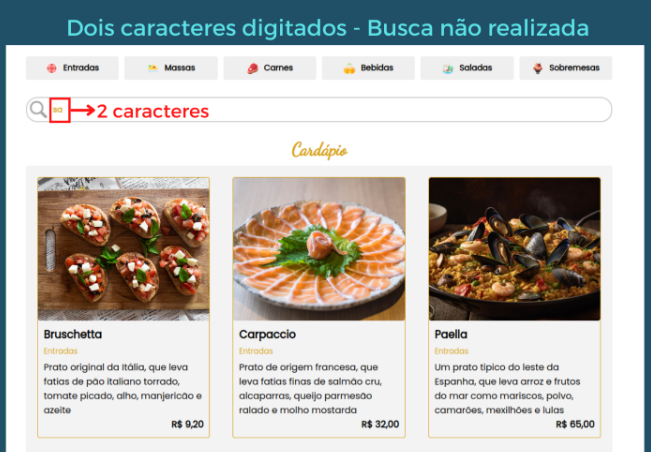 Dois caracteres digitados - Busca não realizada
Entradas
Massas
Carnes
Bebidas
Saladas
Sobremesas
sa
2 caracteres
Cardápio
Bruschetta
Entradas
Prato original da Itália, que leva
fatias de pão italiano torrado,
tomate picado, alho, manjericão e
azeite
R$ 9,20
Carpaccio
Entradas
Prato de origem francesa, que
leva fatias finas de salmão cru,
alcaparras, queijo parmesão
ralado e molho mostarda
R$ 32,00
Paella
Entradas
Um prato típico do leste da
Espanha, que leva arroz e frutos
do mar como mariscos, polvo,
camarões, mexilhões e lulas
R$ 65,00